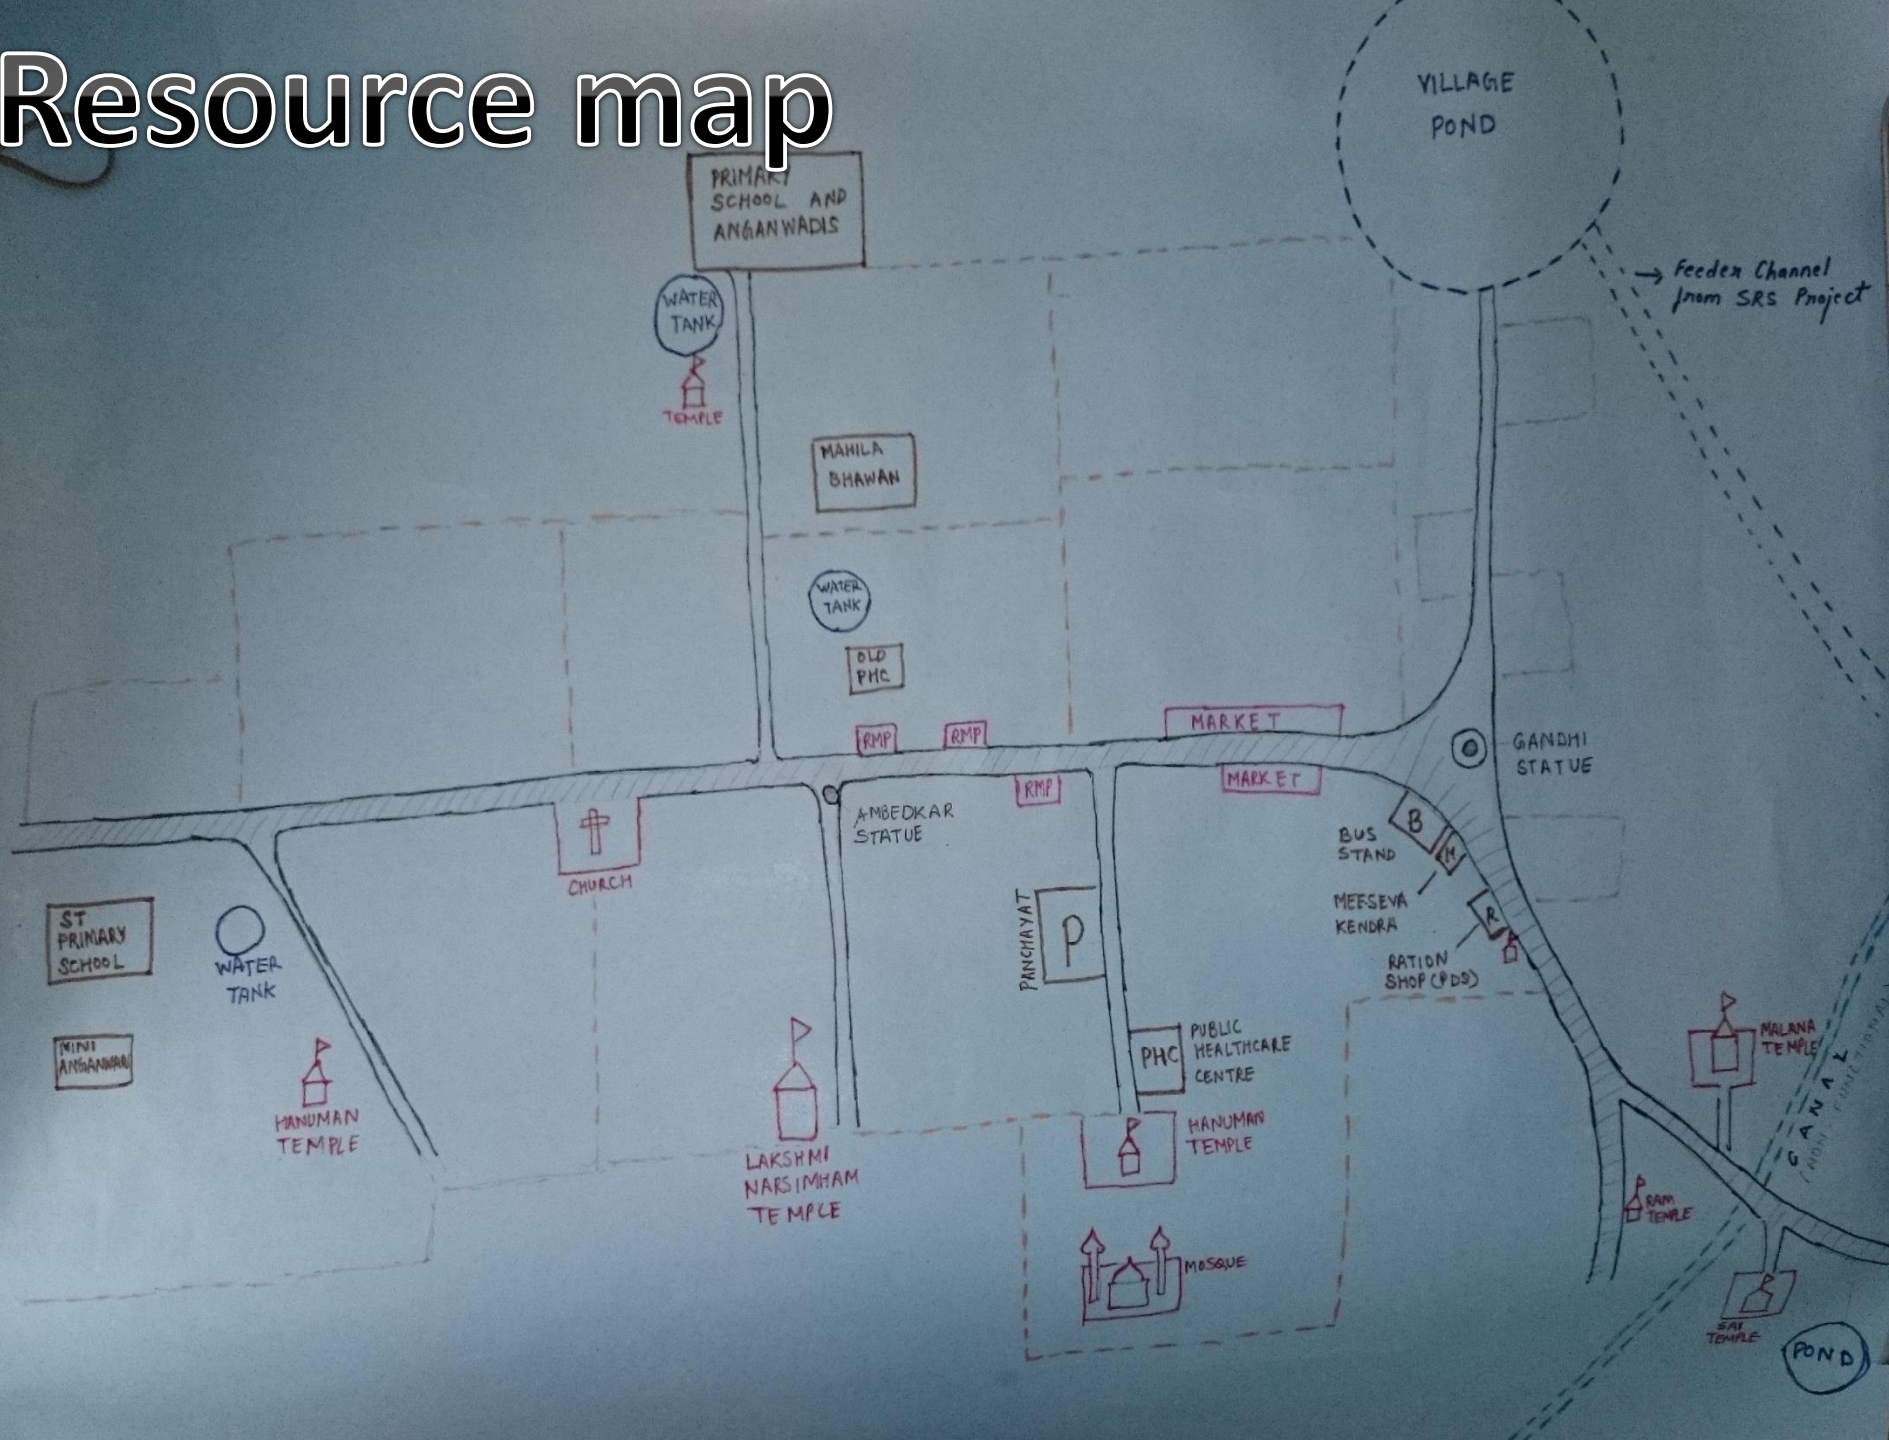 Resource map
VILLAGE
POND
PRIMARY
SCHOOL AND
ANGANWADIS
WATER
TANK
TEMPLE
→ Feeder Channel
from SRS Project
MAHILA
BHAWAN
WATER
TANK
OLD
PHC
RMP
RMP
MARKET
GANDHI
STATUE
RMP
MARKET
AMBEDKAR
STATUE
CHURCH
B
BUS
STAND
M
MEESEVA
KENDRA
R
RATION
SHOP (PDS)
ST
PRIMARY
SCHOOL
WATER
TANK
PANCHAYAT
P
MINI
ANGANWADI
HANUMAN
TEMPLE
LAKSHMI
NARSIMHAM
TEMPLE
PHC
PUBLIC
HEALTHCARE
CENTRE
HANUMAN
TEMPLE
MOSQUE
MALANA
TEMPLE
CANAL
(NON-FUNCTIONAL)
RAM
TEMPLE
SAI
TEMPLE
POND